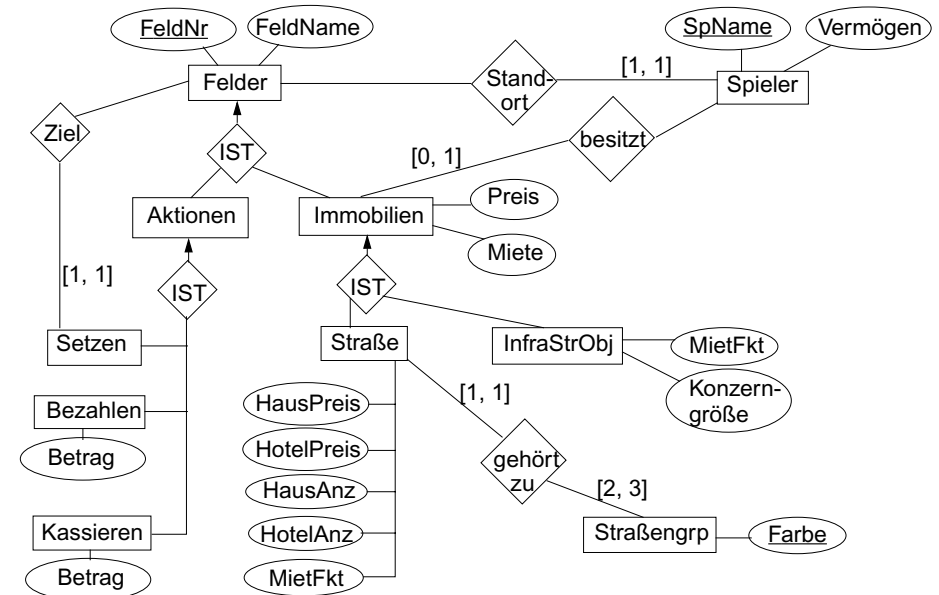 FeldNr
FeldName
SpName
Vermögen
Felder
Stand-
ort
[1, 1]
Spieler
Ziel
IST
besitzt
[0, 1]
Aktionen
Immobilien
Preis
Miete
[1, 1]
IST
IST
Setzen
Straße
InfraStrObj
MietFkt
Konzern-
größe
Bezahlen
Betrag
HausPreis
[1, 1]
HotelPreis
gehört
zu
HausAnz
[2, 3]
Kassieren
HotelAnz
Straßengrp
Farbe
Betrag
MietFkt